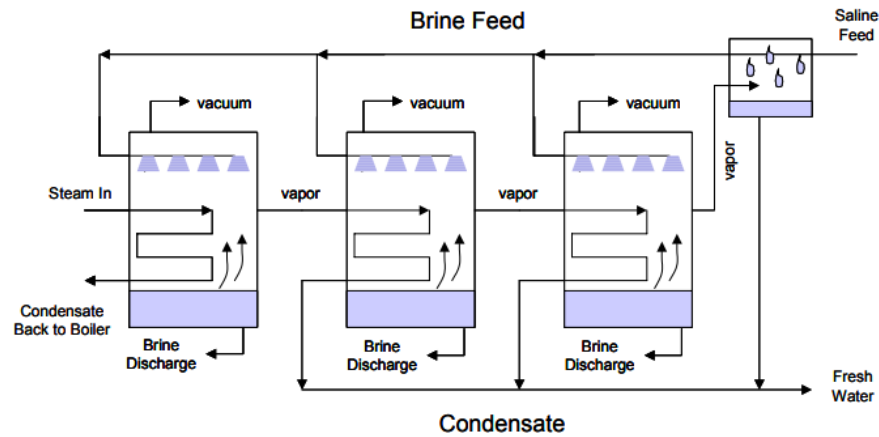 Brine Feed
Saline
Feed
vacuum
vacuum
vacuum
Steam In
vapor
vapor
vapor
Condensate
Back to Boiler
Brine
Discharge
Brine
Discharge
Brine
Discharge
Fresh
Water
Condensate